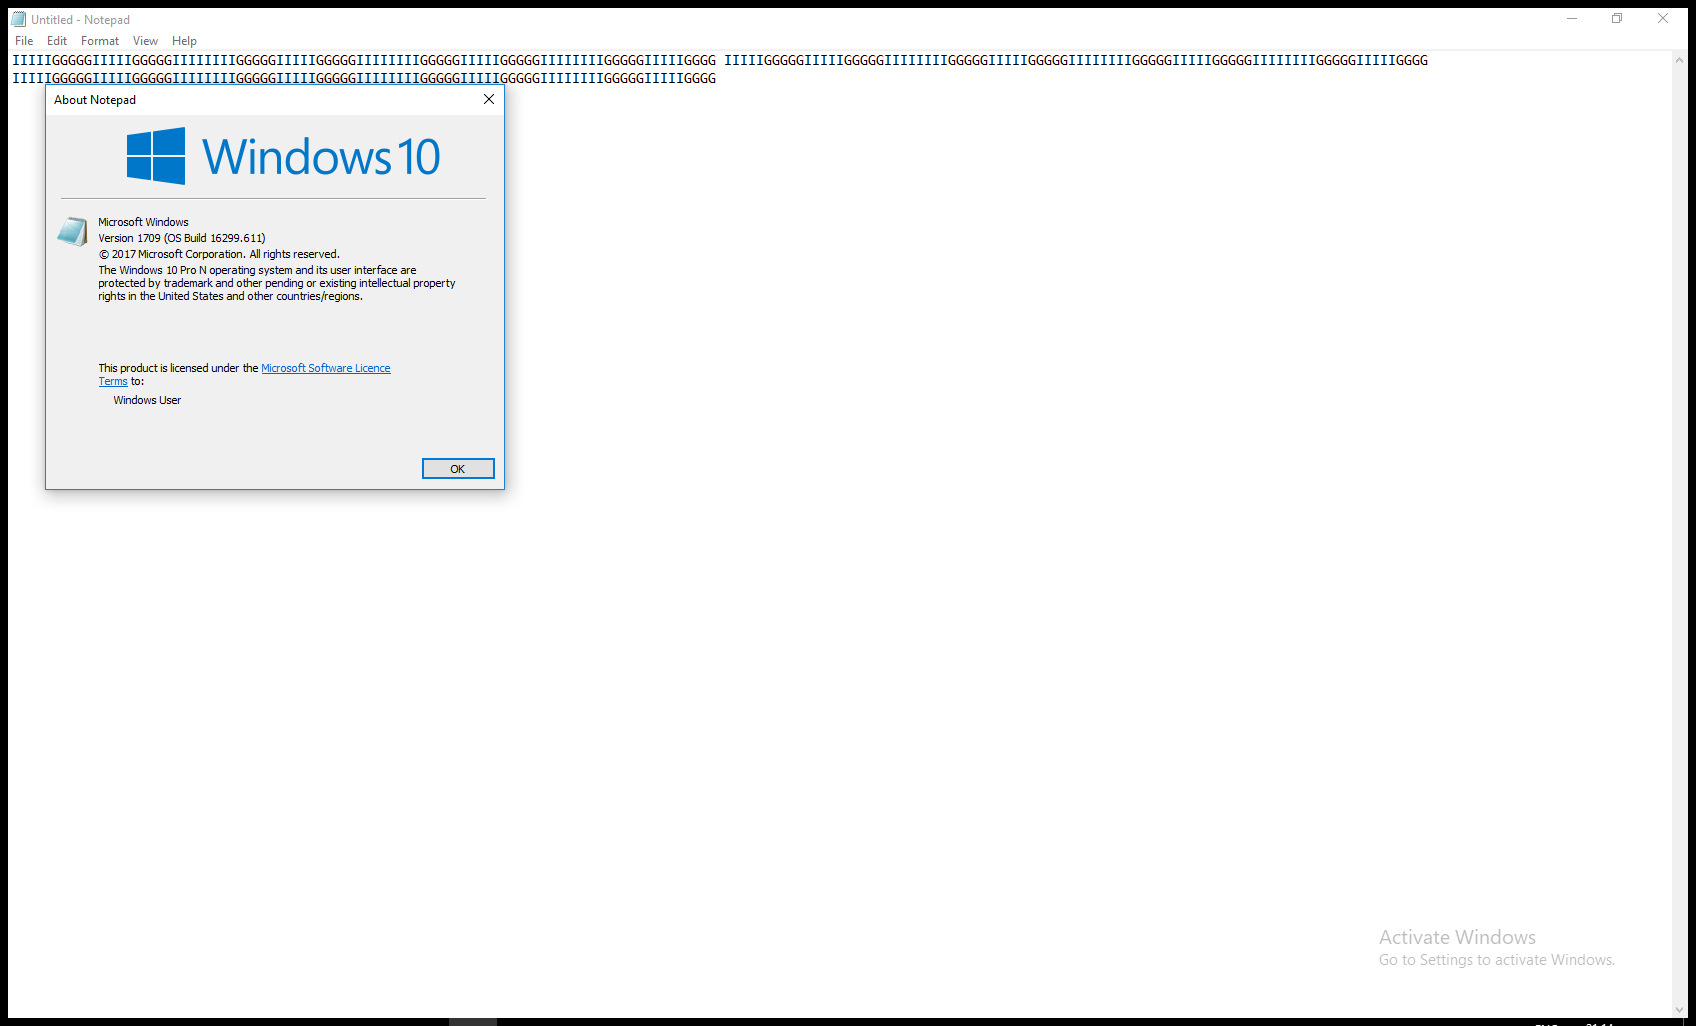 Untitled - Notepad
File Edit Format View Help
IIIIIGGGGGIIIIIGGGGGIIIIIIIIGGGGGIIIIIGGGGGIIIIIIIIGGGGGIIIIIGGGGGIIIIIIIIGGGGGIIIIIGGGG IIIIIGGGGGIIIIIGGGGGIIIIIIIIGGGGGIIIIIGGGGGIIIIIIIIGGGGGIIIIIGGGGGIIIIIIIIGGGGGIIIIIGGGG
IIIIIGGGGGIIIIIGGGGGIIIIIIIIGGGGGIIIIIGGGGGIIIIIIIIGGGGGIIIIIGGGGGIIIIIIIIGGGGGIIIIIGGGG
About Notepad
Windows 10
Microsoft Windows
Version 1709 (OS Build 16299.611)
© 2017 Microsoft Corporation. All rights reserved.
The Windows 10 Pro N operating system and its user interface are
protected by trademark and other pending or existing intellectual property
rights in the United States and other countries/regions.
This product is licensed under the Microsoft Software Licence
Terms to:
Windows User
OK
Activate Windows
Go to Settings to activate Windows.